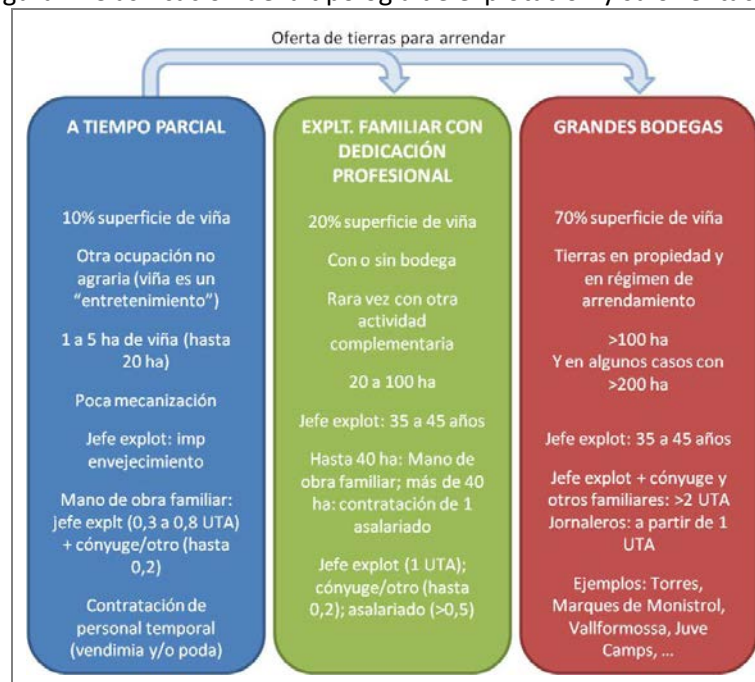 Oferta de tierras para arrendar
A TIEMPO PARCIAL
10% superficie de viña
Otra ocupación no
agraria (viña es un
“entretenimiento”)
1 a 5 ha de viña (hasta
20 ha)
Poca mecanización
Jefe explot: imp
envejecimiento
Mano de obra familiar:
jefe explt (0,3 a 0,8 UTA)
+ cónyuge/otro (hasta
0,2)
Contratación de
personal temporal
(vendimia y/o poda)
EXPLT. FAMILIAR CON
DEDICACIÓN
PROFESIONAL
20% superficie de viña
Con o sin bodega
Rara vez con otra
actividad
complementaria
20 a 100 ha
Jefe explot: 35 a 45 años
Hasta 40 ha: Mano de
obra familiar; más de 40
ha: contratación de 1
asalariado
Jefe explot (1 UTA);
cónyuge/otro (hasta
0,2); asalariado (>0,5)
GRANDES BODEGAS
70% superficie de viña
Tierras en propiedad y
en régimen de
arrendamiento
>100 ha
Y en algunos casos con
>200 ha
Jefe explot: 35 a 45 años
Jefe explot + cónyuge y
otros familiares: >2 UTA
Jornaleros: a partir de 1
UTA
Ejemplos: Torres,
Marques de Monistrol,
Vallformossa, Juve
Camps, ...